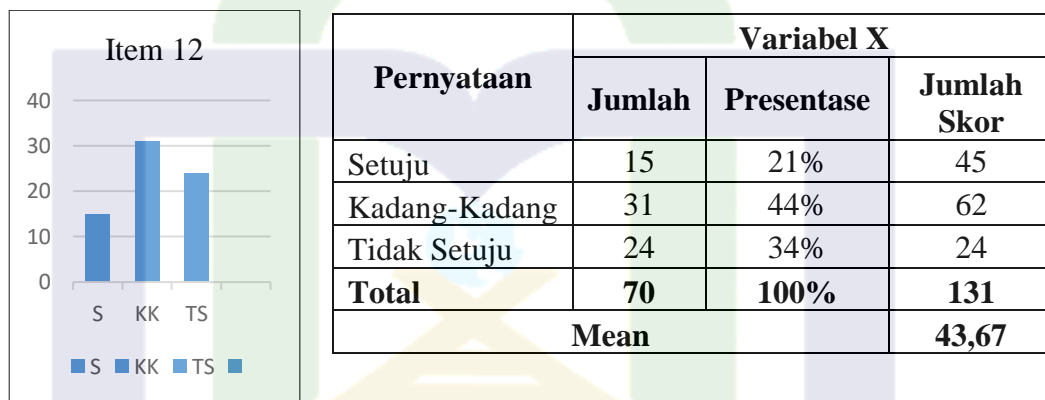 Item 12
40
30
20
10
0
S KK TS
S KK TS
Pernyataan
Variabel X
Jumlah Presentase Jumlah Skor
Setuju 15 21% 45
Kadang-Kadang 31 44% 62
Tidak Setuju 24 34% 24
Total 70 100% 131
Mean 43,67